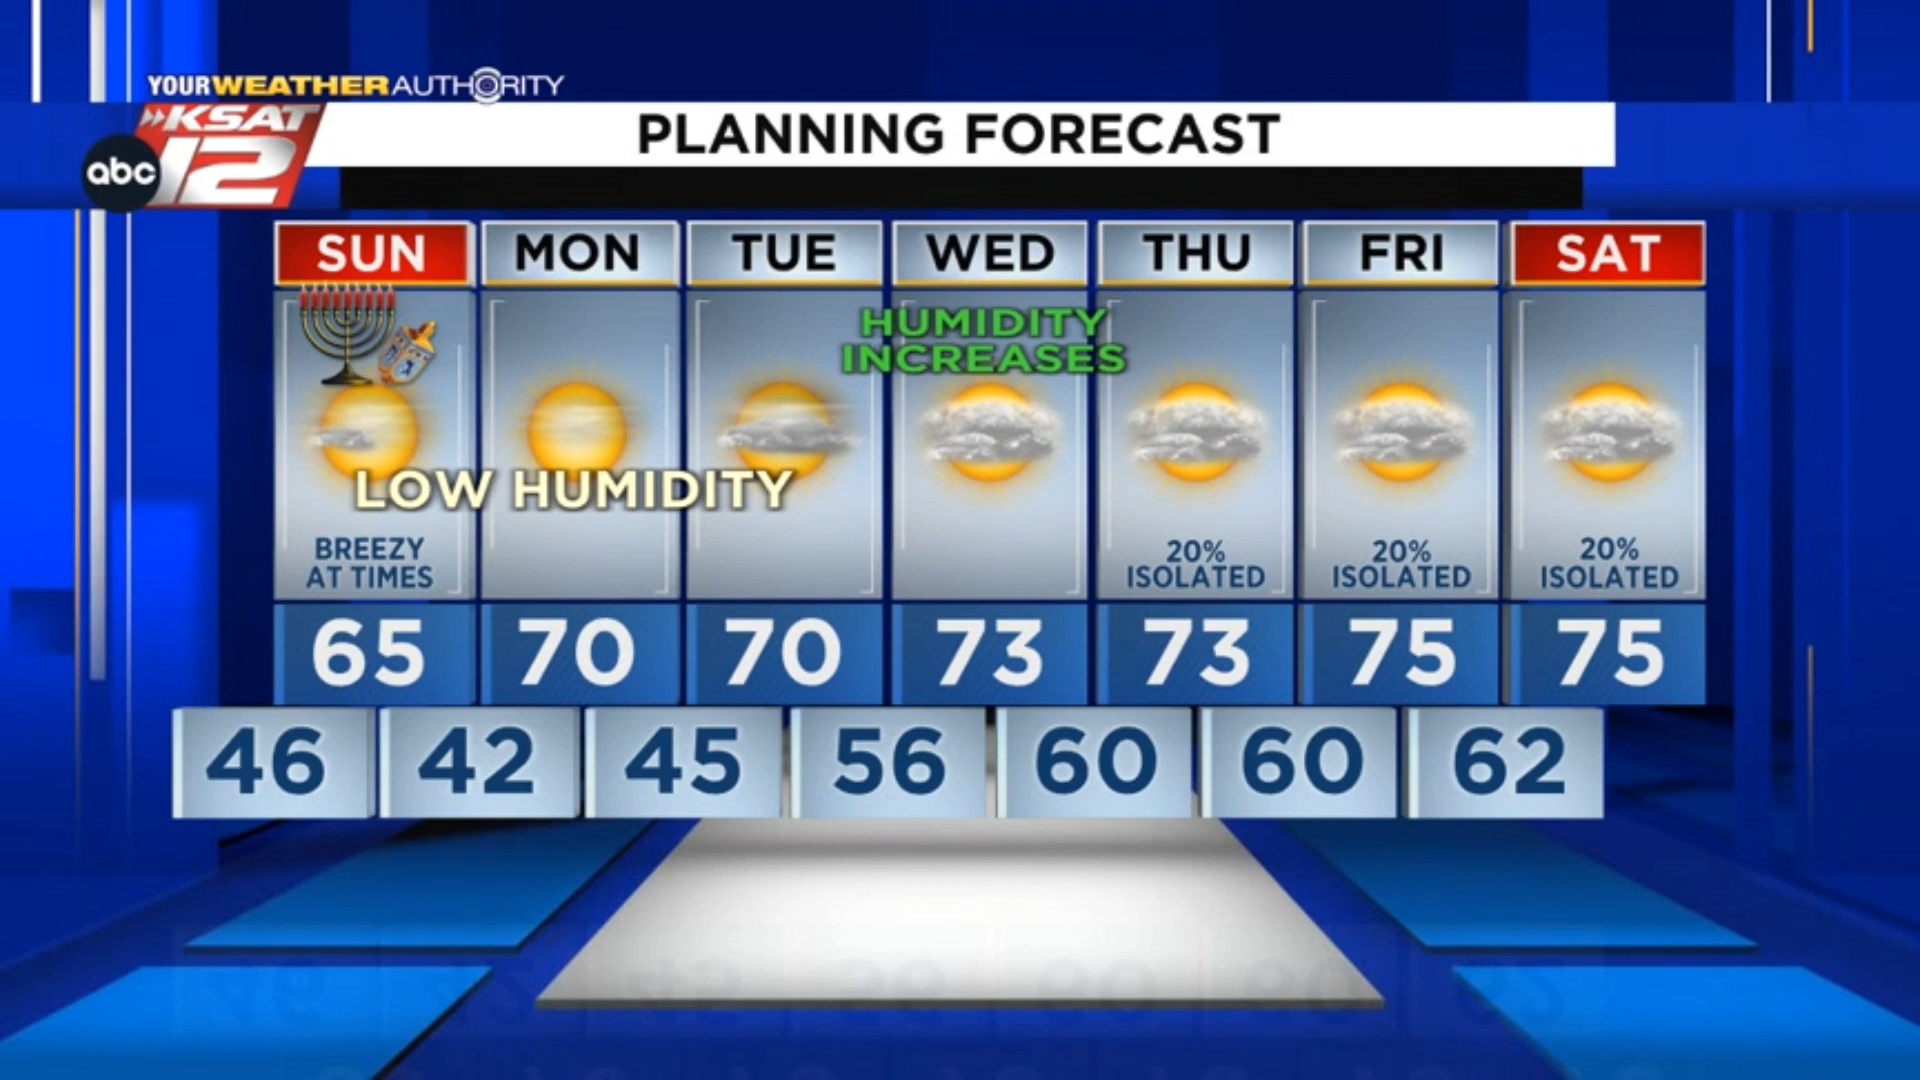 YOURWEATHERAUTHORITY
KSAT
abc
12
PLANNING FORECAST
SUN
MON
TUE
WED
THU
FRI
SAT
HUMIDITY
INCREASES
LOW HUMIDITY
BREEZY
AT TIMES
20%
ISOLATED
20%
ISOLATED
20%
ISOLATED
65
70
70
73
73
75
75
46
42
45
56
60
60
62